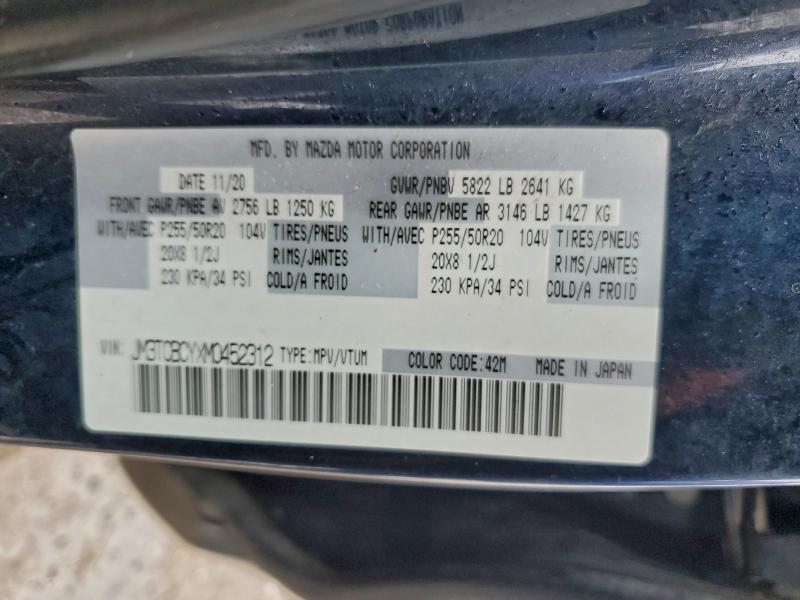 MFD. BY MAZDA MOTOR CORPORATION
DATE 11/20 GVWR/PNBV 5822 LB 2641 KG
FRONT GAWR/PNBE AV 2756 LB 1250 KG REAR GAWR/PNBE AR 3146 LB 1427 KG
WITH/AVEC P255/50R20 104V TIRES/PNEUS WITH/AVEC P255/50R20 104V TIRES/PNEUS
20X8 1/2J RIMS/JANTES 20X8 1/2J RIMS/JANTES
230 KPA/34 PSI COLD/A FROID 230 KPA/34 PSI COLD/A FROID
VIN: JM3TCBCYXM0452312 TYPE:MPV/VTUM COLOR CODE:42M MADE IN JAPAN